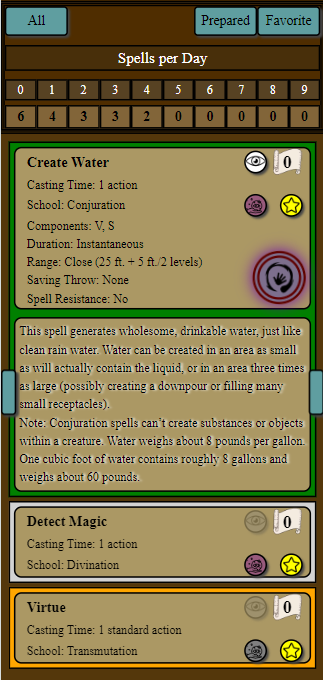 All Prepared Favorite
Spells per Day
0 1 2 3 4 5 6 7 8 9
6 4 3 3 2 0 0 0 0 0
Create Water 0
Casting Time: 1 action
School: Conjuration
Components: V, S
Duration: Instantaneous
Range: Close (25 ft. + 5 ft./2 levels)
Saving Throw: None
Spell Resistance: No
This spell generates wholesome, drinkable water, just like
clean rain water. Water can be created in an area as small
as will actually contain the liquid, or in an area three times
as large (possibly creating a downpour or filling many
small receptacles).
Note: Conjuration spells can't create substances or objects
within a creature. Water weighs about 8 pounds per gallon.
One cubic foot of water contains roughly 8 gallons and
weighs about 60 pounds.
Detect Magic 0
Casting Time: 1 action
School: Divination
Virtue 0
Casting Time: 1 standard action
School: Transmutation